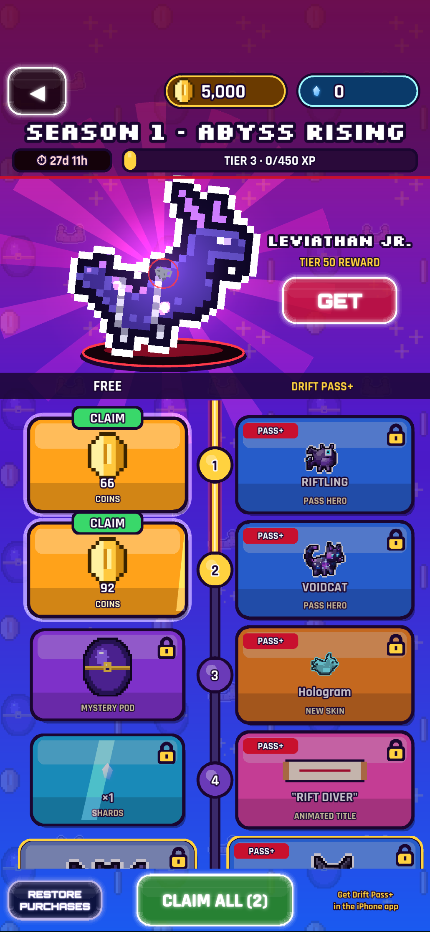 5,000
0
SEASON 1 - ABYSS RISING
27d 11h
TIER 3 · 0/450 XP
LEVIATHAN JR.
TIER 50 REWARD
GET
FREE
DRIFT PASS+
CLAIM
66
COINS
1
PASS+
RIFTLING
PASS HERO
CLAIM
92
COINS
2
PASS+
VOIDCAT
PASS HERO
MYSTERY POD
3
PASS+
Hologram
NEW SKIN
×1
SHARDS
4
PASS+
"RIFT DIVER"
ANIMATED TITLE
PASS+
RESTORE
PURCHASES
CLAIM ALL (2)
Get Drift Pass+
in the iPhone app